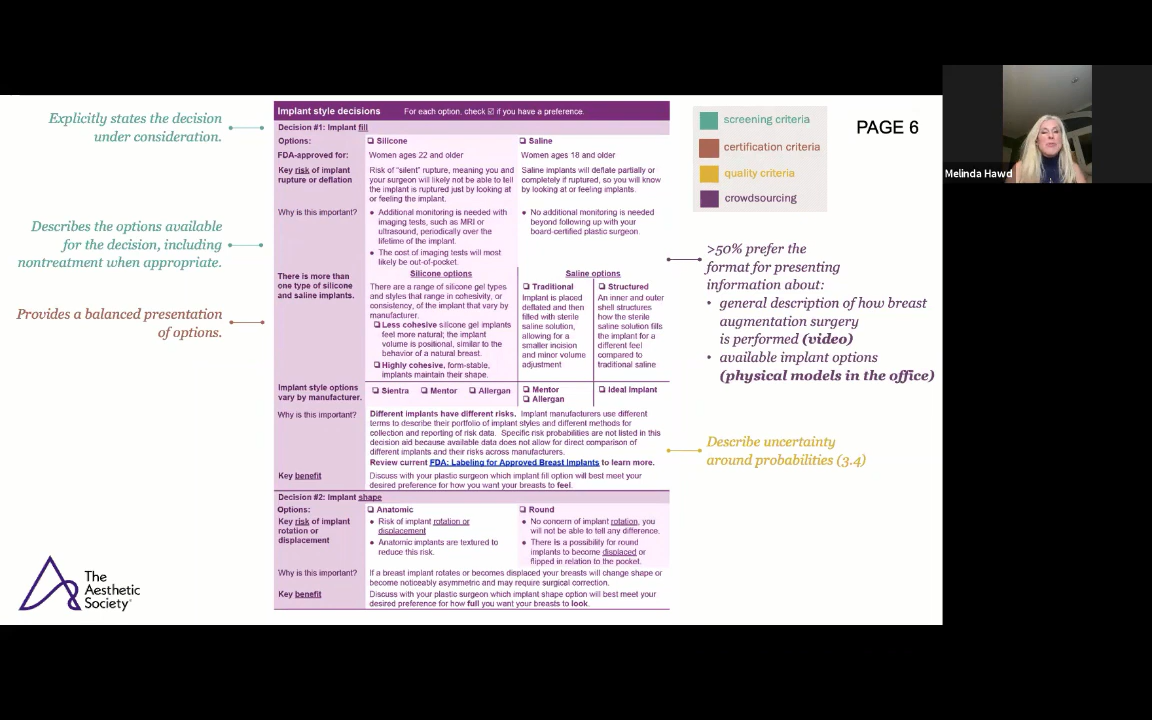 Explicitly states the decision
under consideration.
Describes the options available
for the decision, including
nontreatment when appropriate.
Provides a balanced presentation
of options.
The
Aesthetic
Society
Implant style decisions For each option, check ☑ if you have a preference.
Decision #1: Implant fill
Options: ❑ Silicone ❑ Saline
FDA-approved for: Women ages 22 and older Women ages 18 and older
Key risk of implant
rupture or deflation
Risk of "silent" rupture, meaning you and
your surgeon will likely not be able to tell
the implant is ruptured just by looking at
or feeling the implant.
Saline implants will deflate partially or
completely if ruptured, so you will know
by looking at or feeling implants.
Why is this important?
• Additional monitoring is needed with
imaging tests, such as MRI or
ultrasound, periodically over the
lifetime of the implant.
• The cost of imaging tests will most
likely be out-of-pocket.
• No additional monitoring is needed
beyond following up with your
board-certified plastic surgeon.
There is more than
one type of silicone
and saline implants.
Silicone options
There are a range of silicone gel types
and styles that range in cohesivity, or
consistency, of the implant that vary by
manufacturer.
❑ Less cohesive silicone gel implants
feel more natural; the implant
volume is positional, similar to the
behavior of a natural breast.
❑ Highly cohesive, form-stable,
implants maintain their shape.
Saline options
❑ Traditional
Implant is placed
deflated and then
filled with sterile
saline solution,
allowing for a
smaller incision
and minor volume
adjustment
❑ Structured
An inner and outer
shell structures
how the sterile
saline solution fills
the implant for a
different feel
compared to
traditional saline
Implant style options
vary by manufacturer.
❑ Sientra ❑ Mentor ❑ Allergan
❑ Mentor
❑ Allergan
❑ Ideal Implant
Why is this important?
Different implants have different risks. Implant manufacturers use different
terms to describe their portfolio of implant styles and different methods for
collection and reporting of risk data. Specific risk probabilities are not listed in this
decision aid because available data does not allow for direct comparison of
different implants and their risks across manufacturers.
Review current FDA: Labeling for Approved Breast Implants to learn more.
Key benefit
Discuss with your plastic surgeon which implant fill option will best meet your
desired preference for how you want your breasts to feel.
Decision #2: Implant shape
Options: ❑ Anatomic ❑ Round
Key risk of implant
rotation or
displacement
• Risk of implant rotation or
displacement
• Anatomic implants are textured to
reduce this risk.
• No concern of implant rotation, you
will not be able to tell any difference.
• There is a possibility for round
implants to become displaced or
flipped in relation to the pocket.
Why is this important?
If a breast implant rotates or becomes displaced your breasts will change shape or
become noticeably asymmetric and may require surgical correction.
Key benefit
Discuss with your plastic surgeon which implant shape option will best meet your
desired preference for how full you want your breasts to look.
screening criteria
certification criteria
quality criteria
crowdsourcing
PAGE 6
>50% prefer the
format for presenting
information about:
• general description of how breast
augmentation surgery
is performed (video)
• available implant options
(physical models in the office)
Describe uncertainty
around probabilities (3.4)
Melinda Hawd